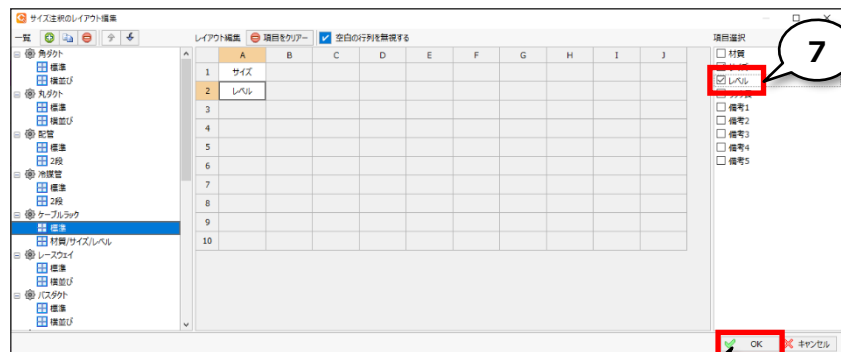 サイズ注釈のレイアウト編集
一覧
レイアウト編集 項目をクリアー 空白の行列を無視する
項目選択
角ダクト
標準
横並び
丸ダクト
標準
横並び
配管
標準
2段
冷媒管
標準
2段
ケーブルラック
標準
材質/サイズ/レベル
レースウェイ
標準
横並び
バスダクト
標準
横並び
A B C D E F G H I J
1 サイズ
2 レベル
3
4
5
6
7
8
9
10
材質
レベル
備考1
備考2
備考3
備考4
備考5
7
OK キャンセル